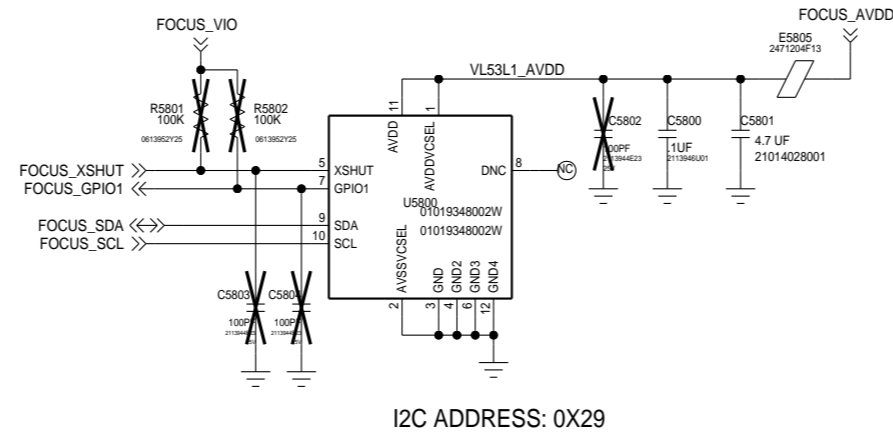 FOCUS_AVDD
FOCUS_VIO
E5805
2471204F13
VL53L1_AVDD
R5801
100K
0613952Y25
R5802
100K
0613952Y25
11
1
AVDD
AVDDVCSEL
C5802
C5800
.1UF
2113946U01
C5801
4.7 UF
21014028001
FOCUS_XSHUT
5
XSHUT
DNC
8
NC
FOCUS_GPIO1
7
GPIO1
U5800
01019348002W
01019348002W
FOCUS_SDA
9
SDA
FOCUS_SCL
10
SCL
AVSSVCSEL
GND
GND2
GND3
GND4
2
3
4
6
12
C5803
C5804
I2C ADDRESS: 0X29